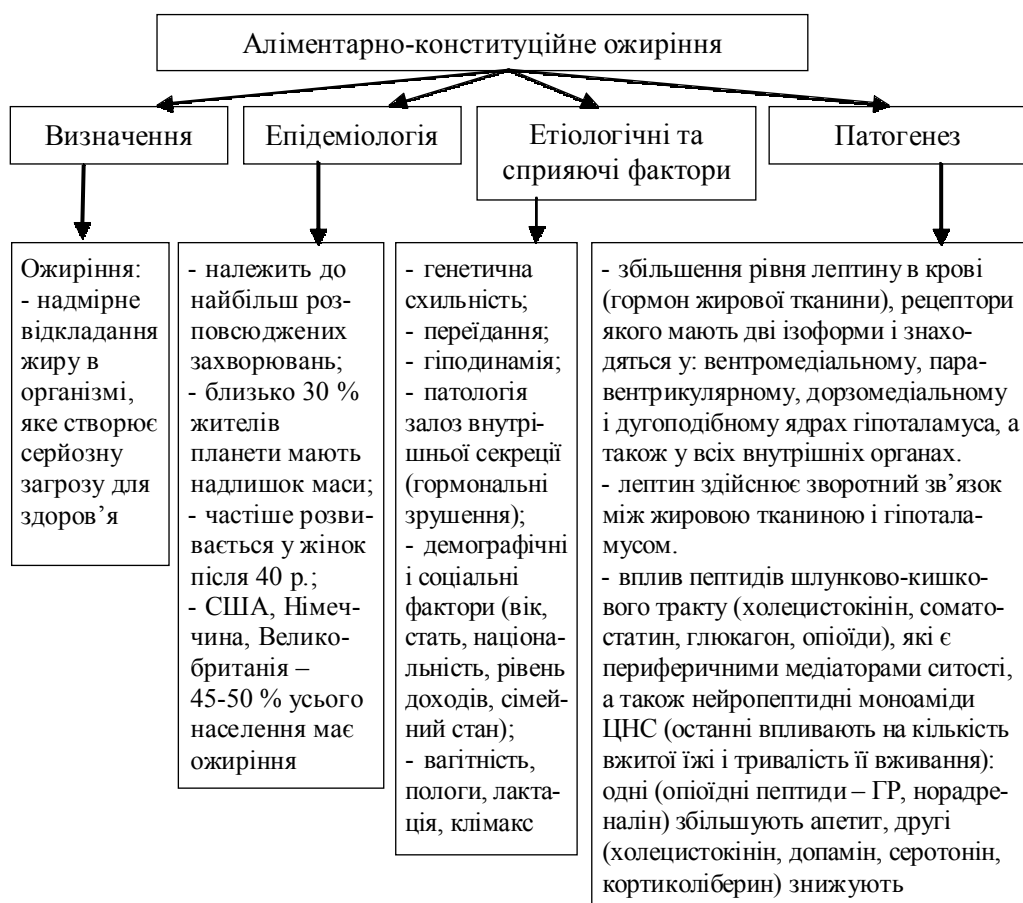 Аліментарно-конституційне ожиріння
Визначення
Епідеміологія
Етіологічні та
сприяючі фактори
Патогенез
Ожиріння:
- надмірне
відкладання
жиру в
організмі,
яке створює
серйозну
загрозу для
здоров’я
- належить до
найбільш роз-
повсюджених
захворювань;
- близько 30 %
жителів
планети мають
надлишок маси;
- частіше розви-
вається у жінок
після 40 р.;
- США, Німеч-
чина, Велико-
британія –
45-50 % усього
населення має
ожиріння
- генетична
схильність;
- переїдання;
- гіподинамія;
- патологія
залоз внутрі-
шньої секреції
(гормональні
зрушення);
- демографічні
і соціальні
фактори (вік,
стать, націона-
льність, рівень
доходів, сімей-
ний стан);
- вагітність,
пологи, лакта-
ція, клімакс
- збільшення рівня лептину в крові
(гормон жирової тканини), рецептори
якого мають дві ізоформи і знахо-
дяться у: вентромедіальному, пара-
вентрикулярному, дорзомедіальному
і дугоподібному ядрах гіпоталамуса, а
також у всіх внутрішніх органах.
- лептин здійснює зворотний зв’язок
між жировою тканиною і гіпотала-
мусом.
- вплив пептидів шлунково-кишко-
вого тракту (холецистокінін, сомато-
статин, глюкагон, опіоїди), які є
периферичними медіаторами ситості,
а також нейропептидні моноаміди
ЦНС (останні впливають на кількість
вжитої їжі і тривалість її вживання):
одні (опіоїдні пептиди – ГР, норадре-
налін) збільшують апетит, другі
(холецистокінін, допамін, серотонін,
кортиколіберин) знижують